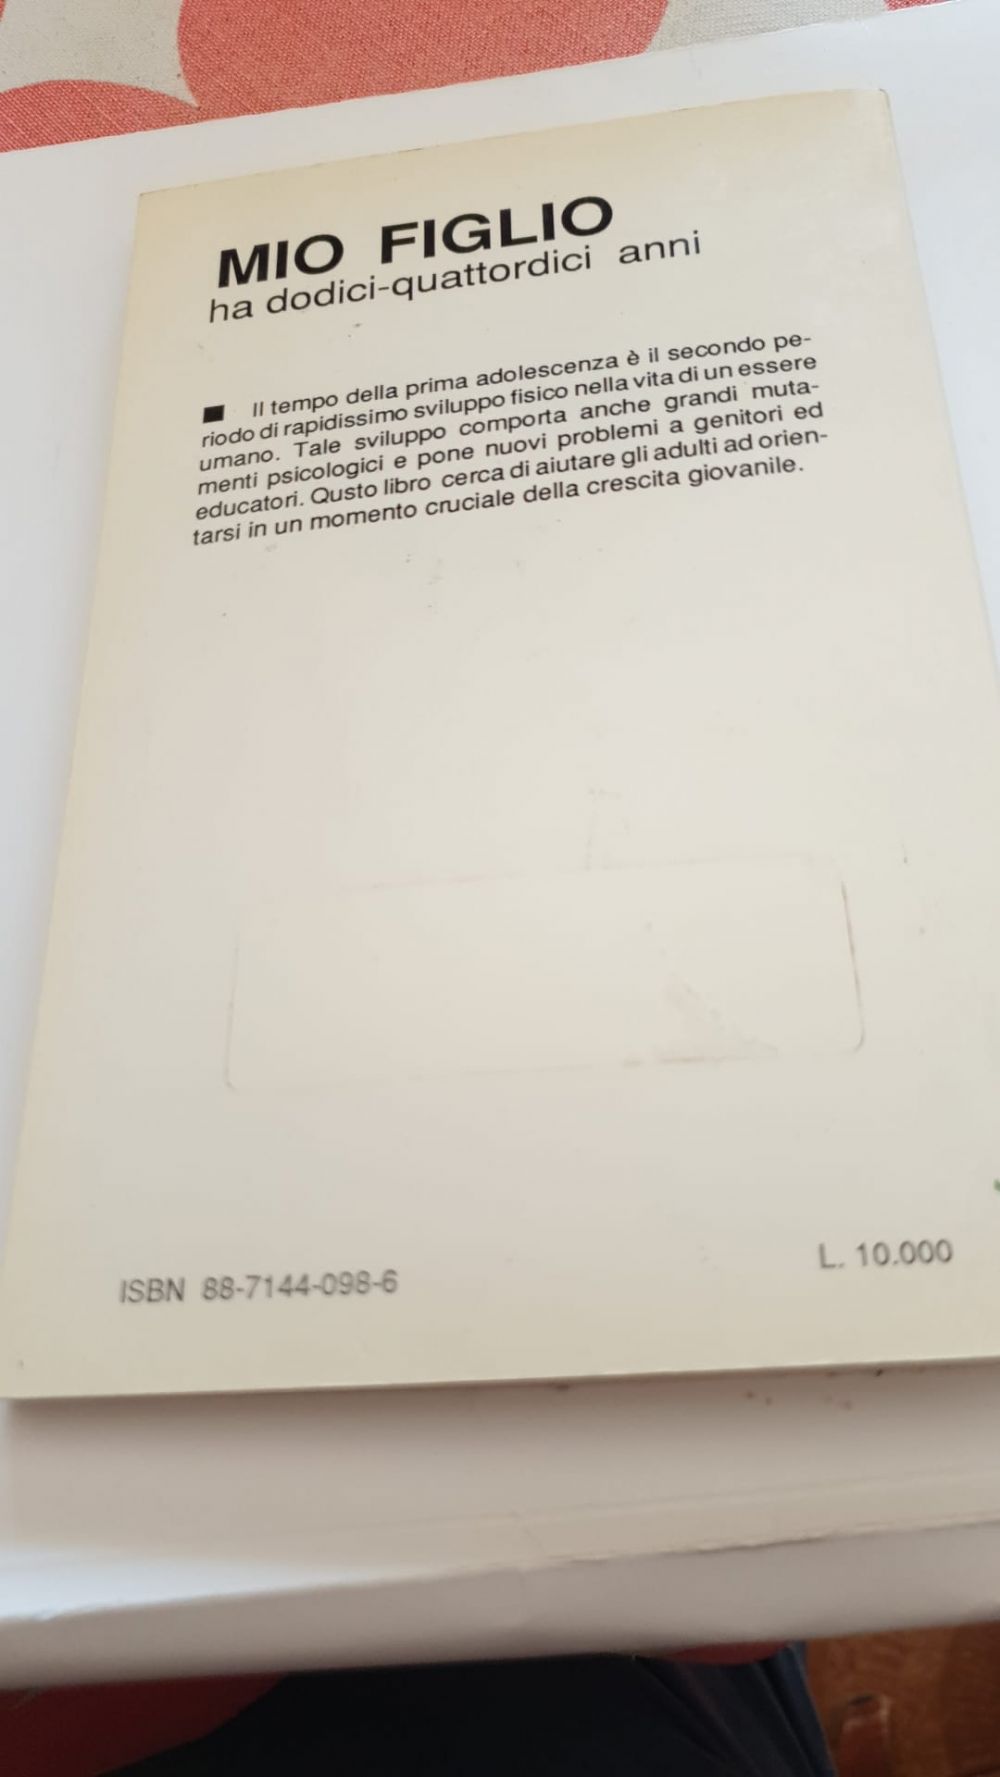 MIO FIGLIO
ha dodici-quattordici anni
■ Il tempo della prima adolescenza è il secondo pe-
riodo di rapidissimo sviluppo fisico nella vita di un essere
umano. Tale sviluppo comporta anche grandi muta-
menti psicologici e pone nuovi problemi a genitori ed
educatori. Qusto libro cerca di aiutare gli adulti ad orien-
tarsi in un momento cruciale della crescita giovanile.
ISBN 88-7144-098-6
L. 10.000